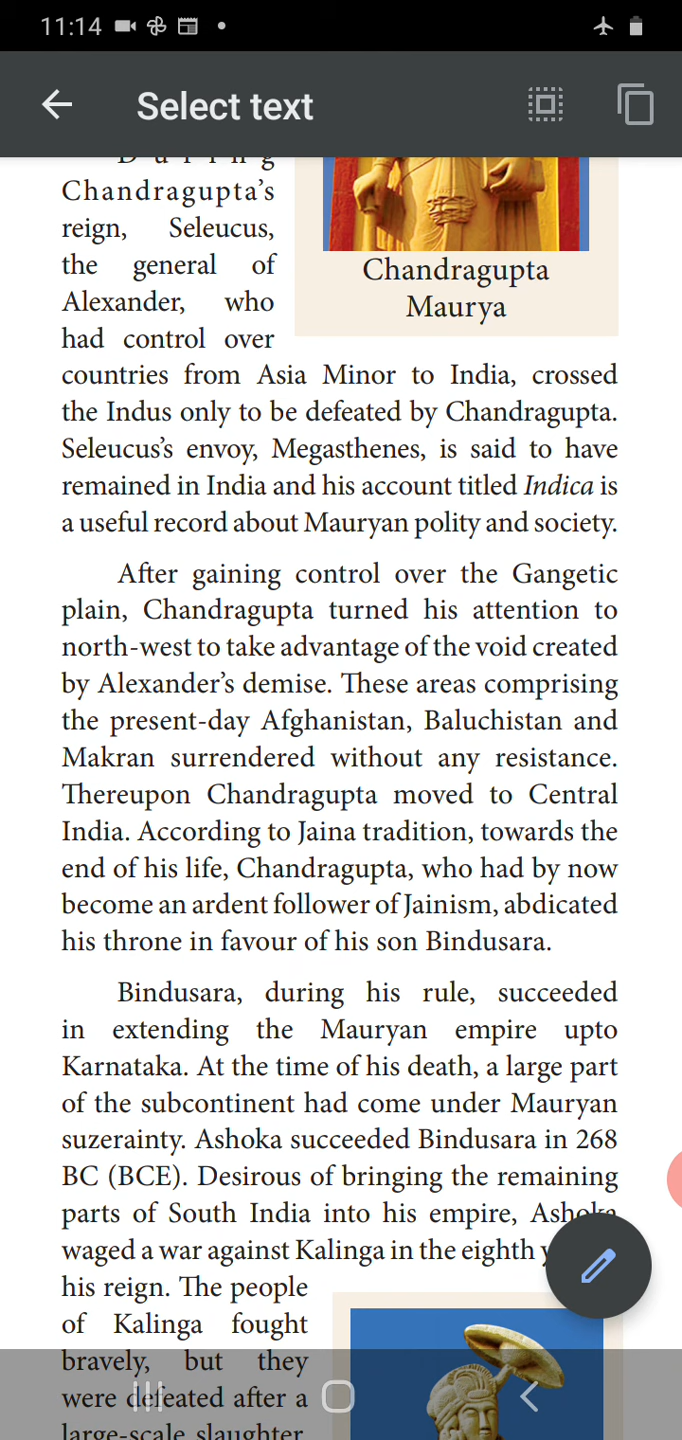 11:14
Select text
During
Chandragupta's
reign, Seleucus,
the general of
Alexander, who
had control over
Chandragupta
Maurya
countries from Asia Minor to India, crossed
the Indus only to be defeated by Chandragupta.
Seleucus's envoy, Megasthenes, is said to have
remained in India and his account titled Indica is
a useful record about Mauryan polity and society.
After gaining control over the Gangetic
plain, Chandragupta turned his attention to
north-west to take advantage of the void created
by Alexander's demise. These areas comprising
the present-day Afghanistan, Baluchistan and
Makran surrendered without any resistance.
Thereupon Chandragupta moved to Central
India. According to Jaina tradition, towards the
end of his life, Chandragupta, who had by now
become an ardent follower of Jainism, abdicated
his throne in favour of his son Bindusara.
Bindusara, during his rule, succeeded
in extending the Mauryan empire upto
Karnataka. At the time of his death, a large part
of the subcontinent had come under Mauryan
suzerainty. Ashoka succeeded Bindusara in 268
BC (BCE). Desirous of bringing the remaining
parts of South India into his empire, Ashoka
waged a war against Kalinga in the eighth
his reign. The people
of Kalinga fought
bravely, but they
were defeated after a
large-scale slaughter.